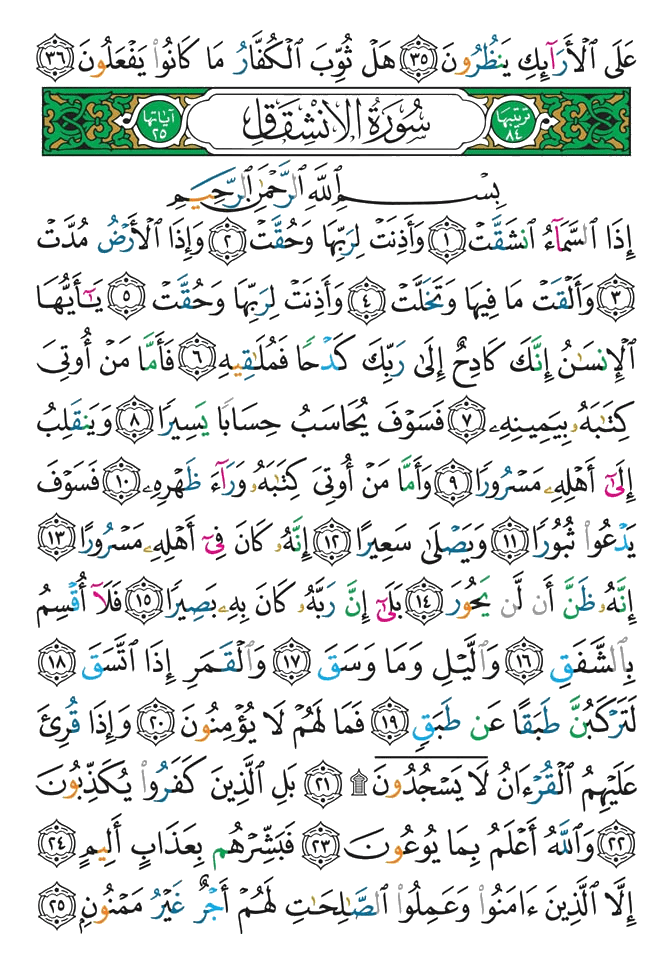 عَلَى ٱلْأَرَآئِكِ يَنظُرُونَ ٣٥ هَلْ ثُوِّبَ ٱلْكُفَّارُ مَا كَانُوا۟ يَفْعَلُونَ ٣٦
ترتيبها ٨٤ سُورَةُ الانْشِقَاقِ آياتها ٢٥
بِسْمِ ٱللَّهِ ٱلرَّحْمَٰنِ ٱلرَّحِيمِ
إِذَا ٱلسَّمَآءُ ٱنشَقَّتْ ١ وَأَذِنَتْ لِرَبِّهَا وَحُقَّتْ ٢ وَإِذَا ٱلْأَرْضُ مُدَّتْ
٣ وَأَلْقَتْ مَا فِيهَا وَتَخَلَّتْ ٤ وَأَذِنَتْ لِرَبِّهَا وَحُقَّتْ ٥ يَٰٓأَيُّهَا
ٱلْإِنسَٰنُ إِنَّكَ كَادِحٌ إِلَىٰ رَبِّكَ كَدْحًا فَمُلَٰقِيهِ ٦ فَأَمَّا مَنْ أُوتِىَ
كِتَٰبَهُۥ بِيَمِينِهِۦ ٧ فَسَوْفَ يُحَاسَبُ حِسَابًا يَسِيرًا ٨ وَيَنقَلِبُ
إِلَىٰٓ أَهْلِهِۦ مَسْرُورًا ٩ وَأَمَّا مَنْ أُوتِىَ كِتَٰبَهُۥ وَرَآءَ ظَهْرِهِۦ ١٠ فَسَوْفَ
يَدْعُوا۟ ثُبُورًا ١١ وَيَصْلَىٰ سَعِيرًا ١٢ إِنَّهُۥ كَانَ فِىٓ أَهْلِهِۦ مَسْرُورًا ١٣
إِنَّهُۥ ظَنَّ أَن لَّن يَحُورَ ١٤ بَلَىٰٓ إِنَّ رَبَّهُۥ كَانَ بِهِۦ بَصِيرًا ١٥ فَلَآ أُقْسِمُ
بِٱلشَّفَقِ ١٦ وَٱلَّيْلِ وَمَا وَسَقَ ١٧ وَٱلْقَمَرِ إِذَا ٱتَّسَقَ ١٨
لَتَرْكَبُنَّ طَبَقًا عَن طَبَقٍ ١٩ فَمَا لَهُمْ لَا يُؤْمِنُونَ ٢٠ وَإِذَا قُرِئَ
عَلَيْهِمُ ٱلْقُرْءَانُ لَا يَسْجُدُونَ ۩ ٢١ بَلِ ٱلَّذِينَ كَفَرُوا۟ يُكَذِّبُونَ
٢٢ وَٱللَّهُ أَعْلَمُ بِمَا يُوعُونَ ٢٣ فَبَشِّرْهُم بِعَذَابٍ أَلِيمٍ ٢٤
إِلَّا ٱلَّذِينَ ءَامَنُوا۟ وَعَمِلُوا۟ ٱلصَّٰلِحَٰتِ لَهُمْ أَجْرٌ غَيْرُ مَمْنُونٍۭ ٢٥